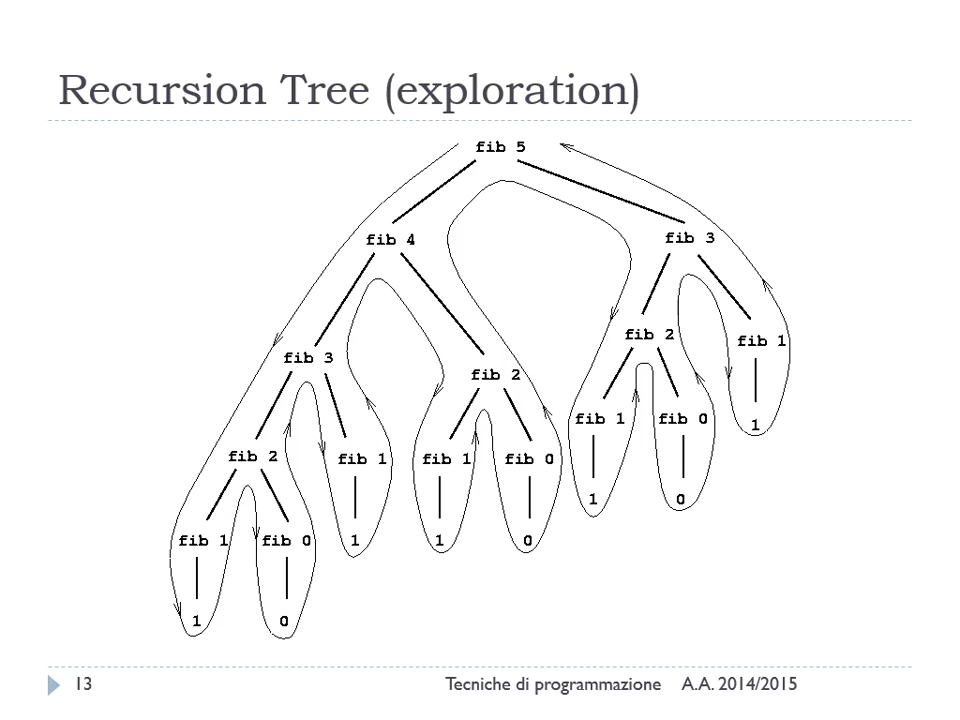 Recursion Tree (exploration)
fib 5
fib 4 fib 3
fib 2 fib 1
fib 3 fib 2
fib 1 fib 0 1
fib 2 fib 1 fib 1 fib 0
1 0
fib 1 fib 0 1 1 0
1 0
13 Tecniche di programmazione A.A. 2014/2015